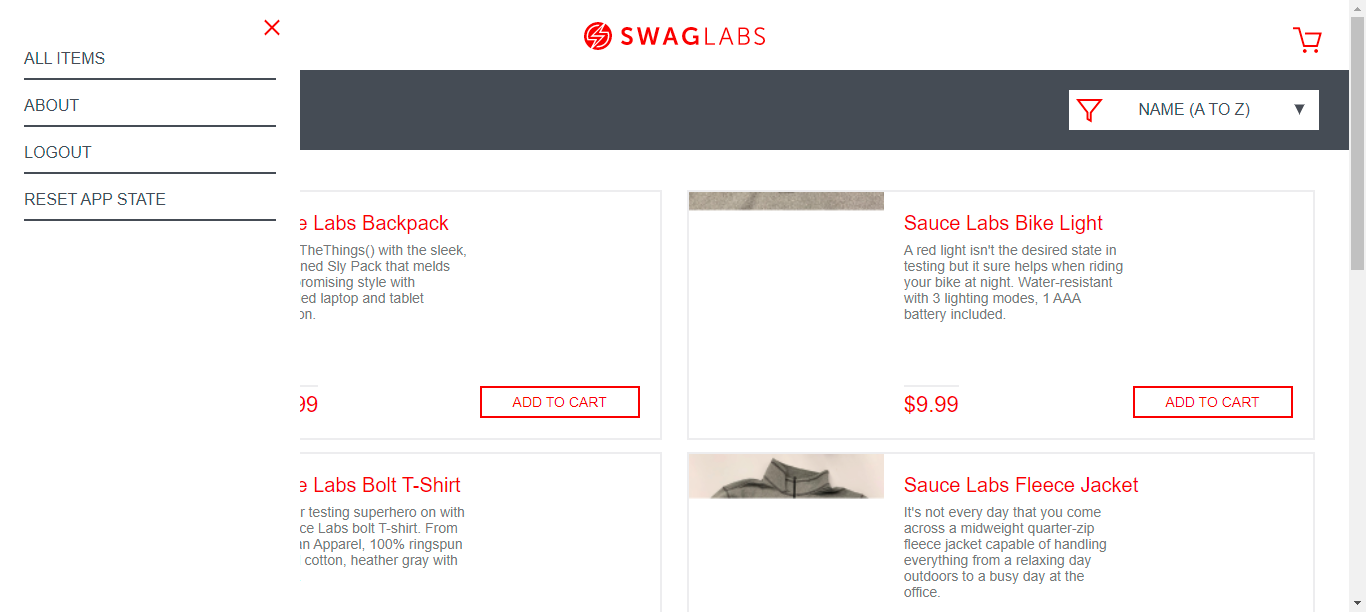 SWAGLABS
ALL ITEMS
ABOUT
LOGOUT
RESET APP STATE
NAME (A TO Z)
e Labs Backpack
TheThings() with the sleek,
ned Sly Pack that melds
romising style with
ed laptop and tablet
on.
99
ADD TO CART
Sauce Labs Bike Light
A red light isn't the desired state in
testing but it sure helps when riding
your bike at night. Water-resistant
with 3 lighting modes, 1 AAA
battery included.
$9.99
ADD TO CART
e Labs Bolt T-Shirt
r testing superhero on with
ce Labs bolt T-shirt. From
an Apparel, 100% ringspun
cotton, heather gray with
Sauce Labs Fleece Jacket
It's not every day that you come
across a midweight quarter-zip
fleece jacket capable of handling
everything from a relaxing day
outdoors to a busy day at the
office.